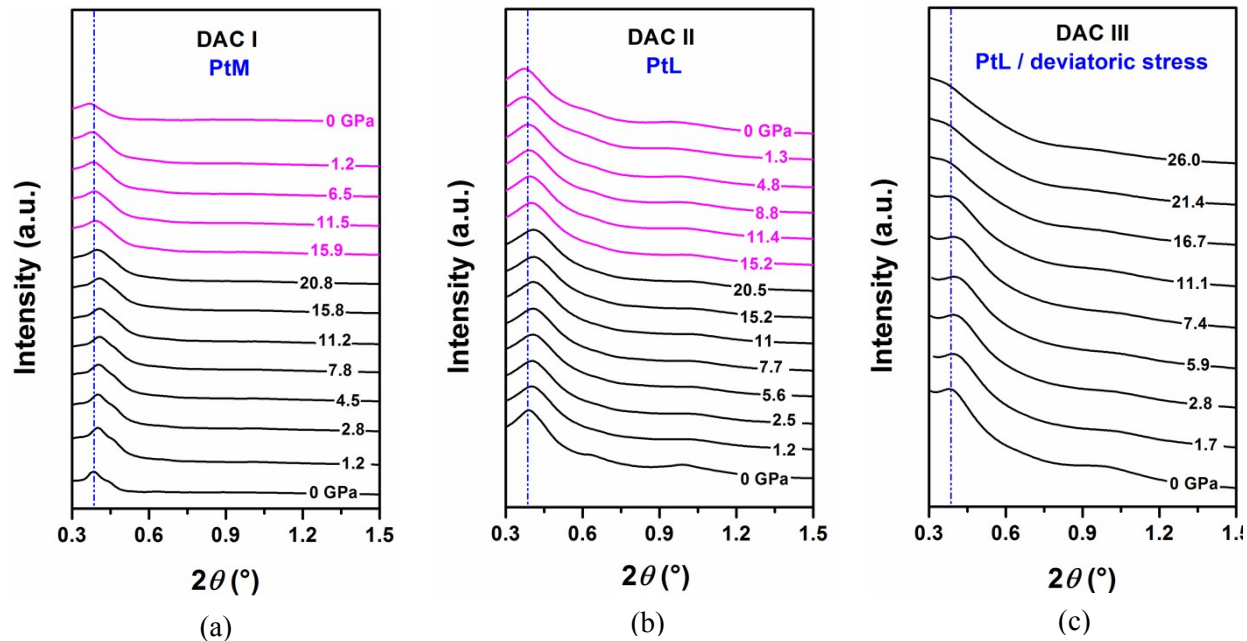 DAC I
PtM
0 GPa
1.2
6.5
11.5
15.9
20.8
15.8
11.2
7.8
4.5
2.8
1.2
0 GPa
Intensity (a.u.)
0.3 0.6 0.9 1.2 1.5
2θ (°)
(a)
DAC II
PtL
0 GPa
1.3
4.8
8.8
11.4
15.2
20.5
15.2
11
7.7
5.6
2.5
1.2
0 GPa
Intensity (a.u.)
0.3 0.6 0.9 1.2 1.5
2θ (°)
(b)
DAC III
PtL / deviatoric stress
26.0
21.4
16.7
11.1
7.4
5.9
2.8
1.7
0 GPa
Intensity (a.u.)
0.3 0.6 0.9 1.2 1.5
2θ (°)
(c)